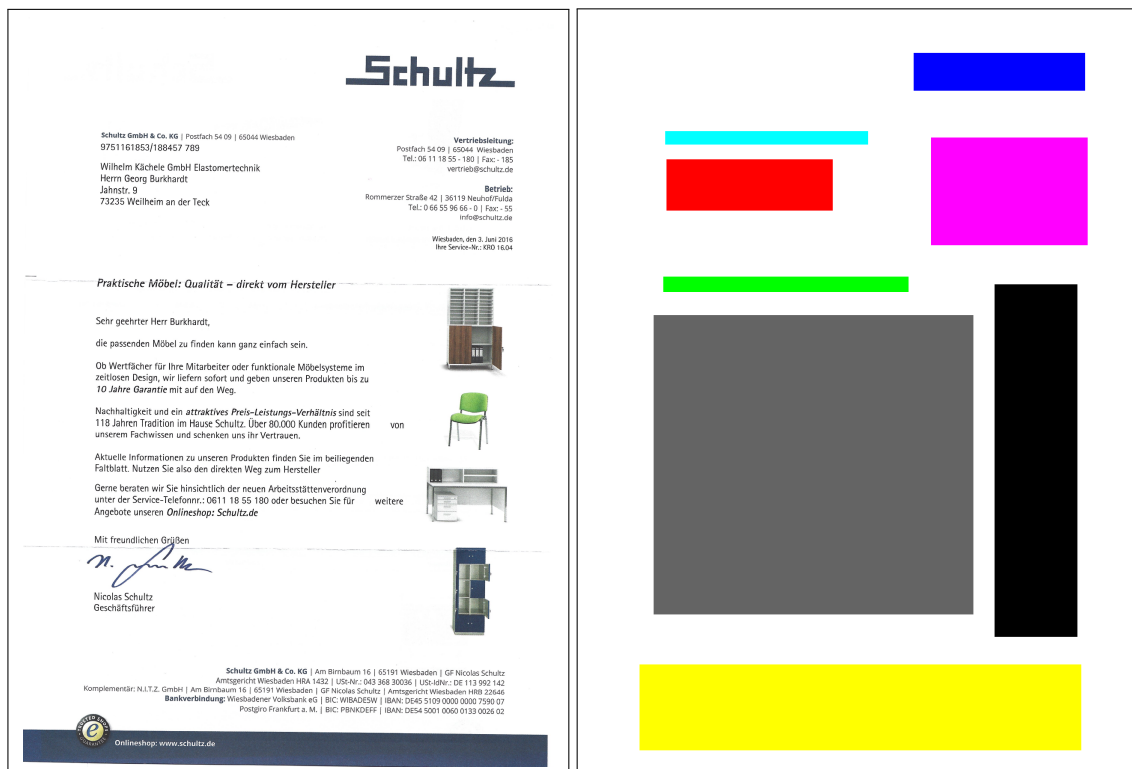 Schultz
Schultz GmbH & Co. KG | Postfach 54 09 | 65044 Wiesbaden
9751161853/188457 789
Wilhelm Kächele GmbH Elastomertechnik
Herrn Georg Burkhardt
Jahnstr. 9
73235 Weilheim an der Teck
Vertriebsleitung:
Postfach 54 09 | 65044 Wiesbaden
Tel.: 06 11 18 55 - 180 | Fax: - 185
vertrieb@schultz.de
Betrieb:
Rommerzer Straße 42 | 36119 Neuhof/Fulda
Tel.: 0 66 55 96 66 - 0 | Fax: - 55
info@schultz.de
Wiesbaden, den 3. Juni 2016
Ihre Service-Nr.: KRO 16.04
Praktische Möbel: Qualität – direkt vom Hersteller
Sehr geehrter Herr Burkhardt,
die passenden Möbel zu finden kann ganz einfach sein.
Ob Wertfächer für Ihre Mitarbeiter oder funktionale Möbelsysteme im
zeitlosen Design, wir liefern sofort und geben unseren Produkten bis zu
10 Jahre Garantie mit auf den Weg.
Nachhaltigkeit und ein attraktives Preis-Leistungs-Verhältnis sind seit
118 Jahren Tradition im Hause Schultz. Über 80.000 Kunden profitieren von
unserem Fachwissen und schenken uns ihr Vertrauen.
Aktuelle Informationen zu unseren Produkten finden Sie im beiliegenden
Faltblatt. Nutzen Sie also den direkten Weg zum Hersteller
Gerne beraten wir Sie hinsichtlich der neuen Arbeitsstättenverordnung
unter der Service-Telefonnr.: 0611 18 55 180 oder besuchen Sie für weitere
Angebote unseren Onlineshop: Schultz.de
Mit freundlichen Grüßen
Nicolas Schultz
Geschäftsführer
Schultz GmbH & Co. KG | Am Birnbaum 16 | 65191 Wiesbaden | GF Nicolas Schultz
Amtsgericht Wiesbaden HRA 1432 | USt-Nr.: 043 368 30036 | USt-IdNr.: DE 113 992 142
Komplementär: N.I.T.Z. GmbH | Am Birnbaum 16 | 65191 Wiesbaden | GF Nicolas Schultz | Amtsgericht Wiesbaden HRB 22646
Bankverbindung: Wiesbadener Volksbank eG | BIC: WIBADE5W | IBAN: DE45 5109 0000 0000 7590 07
Postgiro Frankfurt a. M. | BIC: PBNKDEFF | IBAN: DE54 5001 0060 0133 0026 02
TRUSTED SHOPS
GUARANTEE
Onlineshop: www.schultz.de